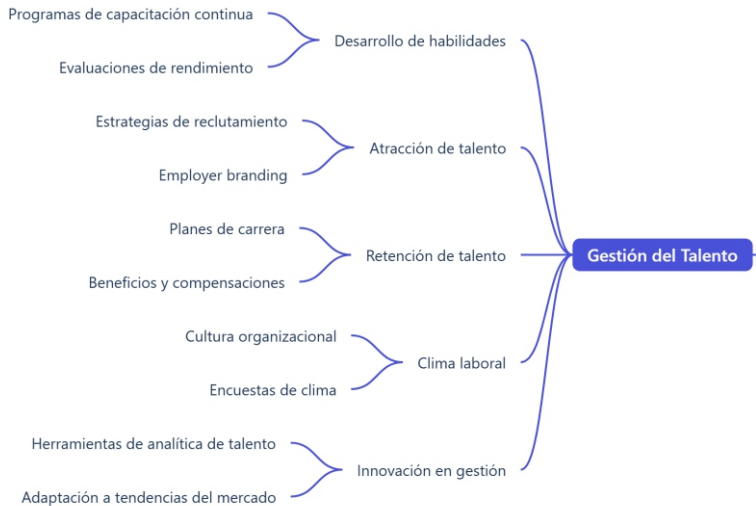 Programas de capacitación continua
Desarrollo de habilidades
Evaluaciones de rendimiento
Estrategias de reclutamiento
Atracción de talento
Employer branding
Planes de carrera
Retención de talento
Gestión del Talento
Beneficios y compensaciones
Cultura organizacional
Clima laboral
Encuestas de clima
Herramientas de analítica de talento
Innovación en gestión
Adaptación a tendencias del mercado